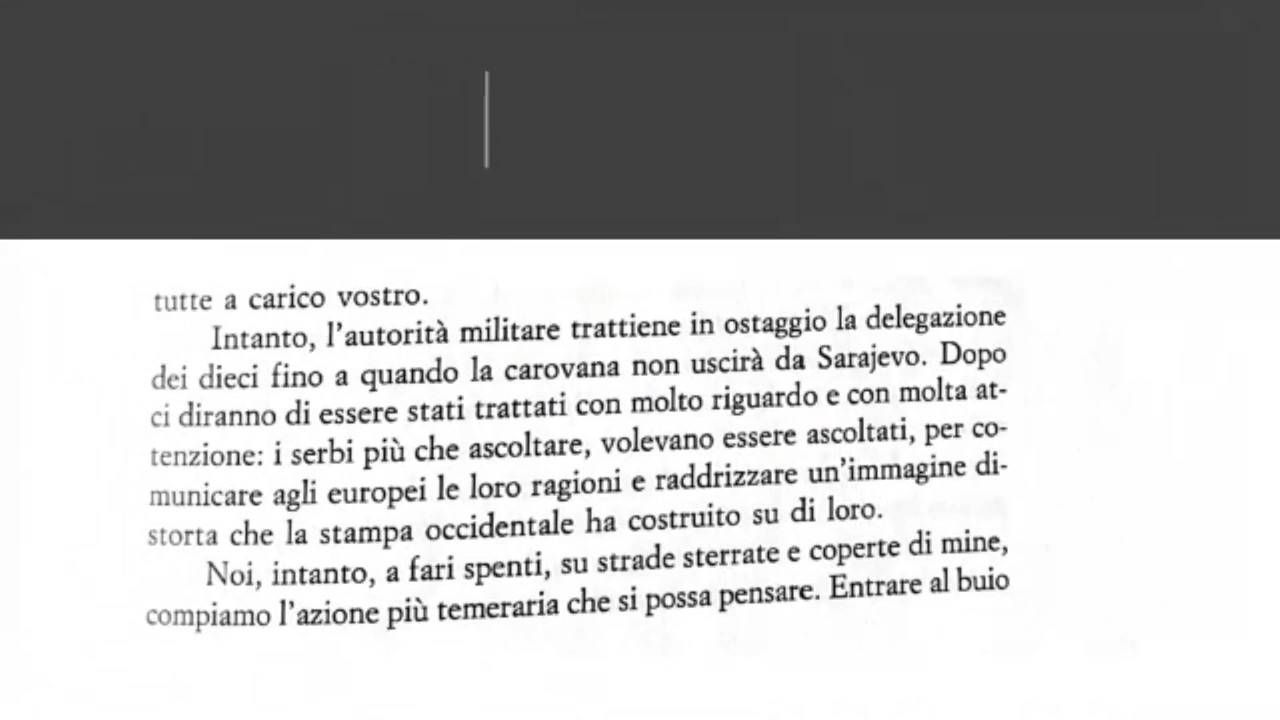 tutte a carico vostro.
Intanto, l'autorità militare trattiene in ostaggio la delegazione
dei dieci fino a quando la carovana non uscirà da Sarajevo. Dopo
ci diranno di essere stati trattati con molto riguardo e con molta at-
tenzione: i serbi più che ascoltare, volevano essere ascoltati, per co-
municare agli europei le loro ragioni e raddrizzare un'immagine di-
storta che la stampa occidentale ha costruito su di loro.
Noi, intanto, a fari spenti, su strade sterrate e coperte di mine,
compiamo l'azione più temeraria che si possa pensare. Entrare al buio